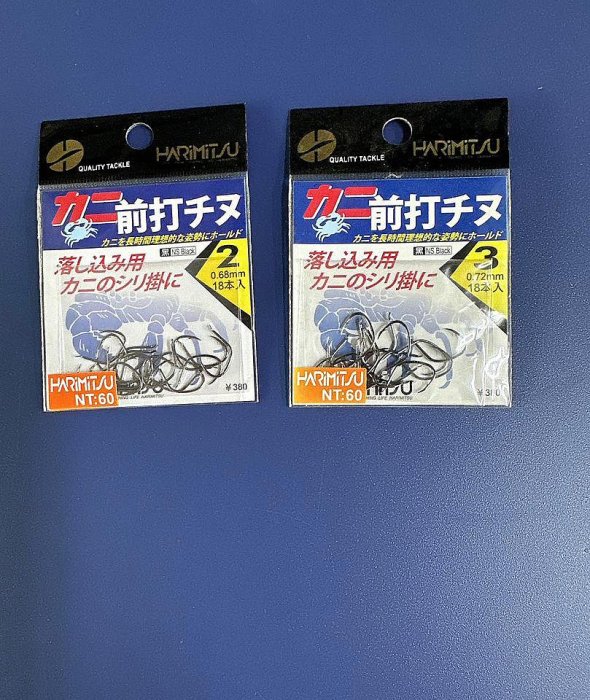 QUALITY TACKLE
HARiMiTSU
カニ前打チヌ
カニを長時間理想的な姿勢にホールド
落し込み用
カニのシリ掛に
2
0.68mm
18本入
HARiMiTSU
NT:60
¥380
QUALITY TACKLE
HARiMiTSU
カニ前打チヌ
カニを長時間理想的な姿勢にホールド
黒 NS Black
落し込み用
カニのシリ掛に
3
0.72mm
18本入
HARiMiTSU
NT:60